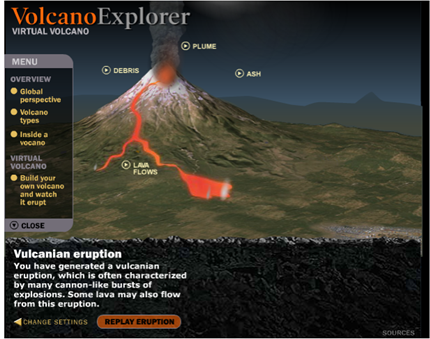 VolcanoExplorer
VIRTUAL VOLCANO
PLUME
DEBRIS
ASH
LAVA
FLOWS
MENU
OVERVIEW
Global
perspective
Volcano
types
Inside a
vocano
VIRTUAL
VOLCANO
Build your
own volcano
and watch
it erupt
CLOSE
Vulcanian eruption
You have generated a vulcanian
eruption, which is often characterized
by many cannon-like bursts of
explosions. Some lava may also flow
from this eruption.
CHANGE SETTINGS
REPLAY ERUPTION
SOURCES